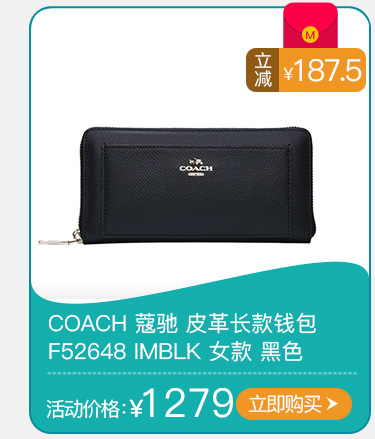 M
立减 ¥187.5
COACH
COACH 蔻驰 皮革长款钱包
F52648 IMBLK 女款 黑色
活动价格:¥1279 立即购买